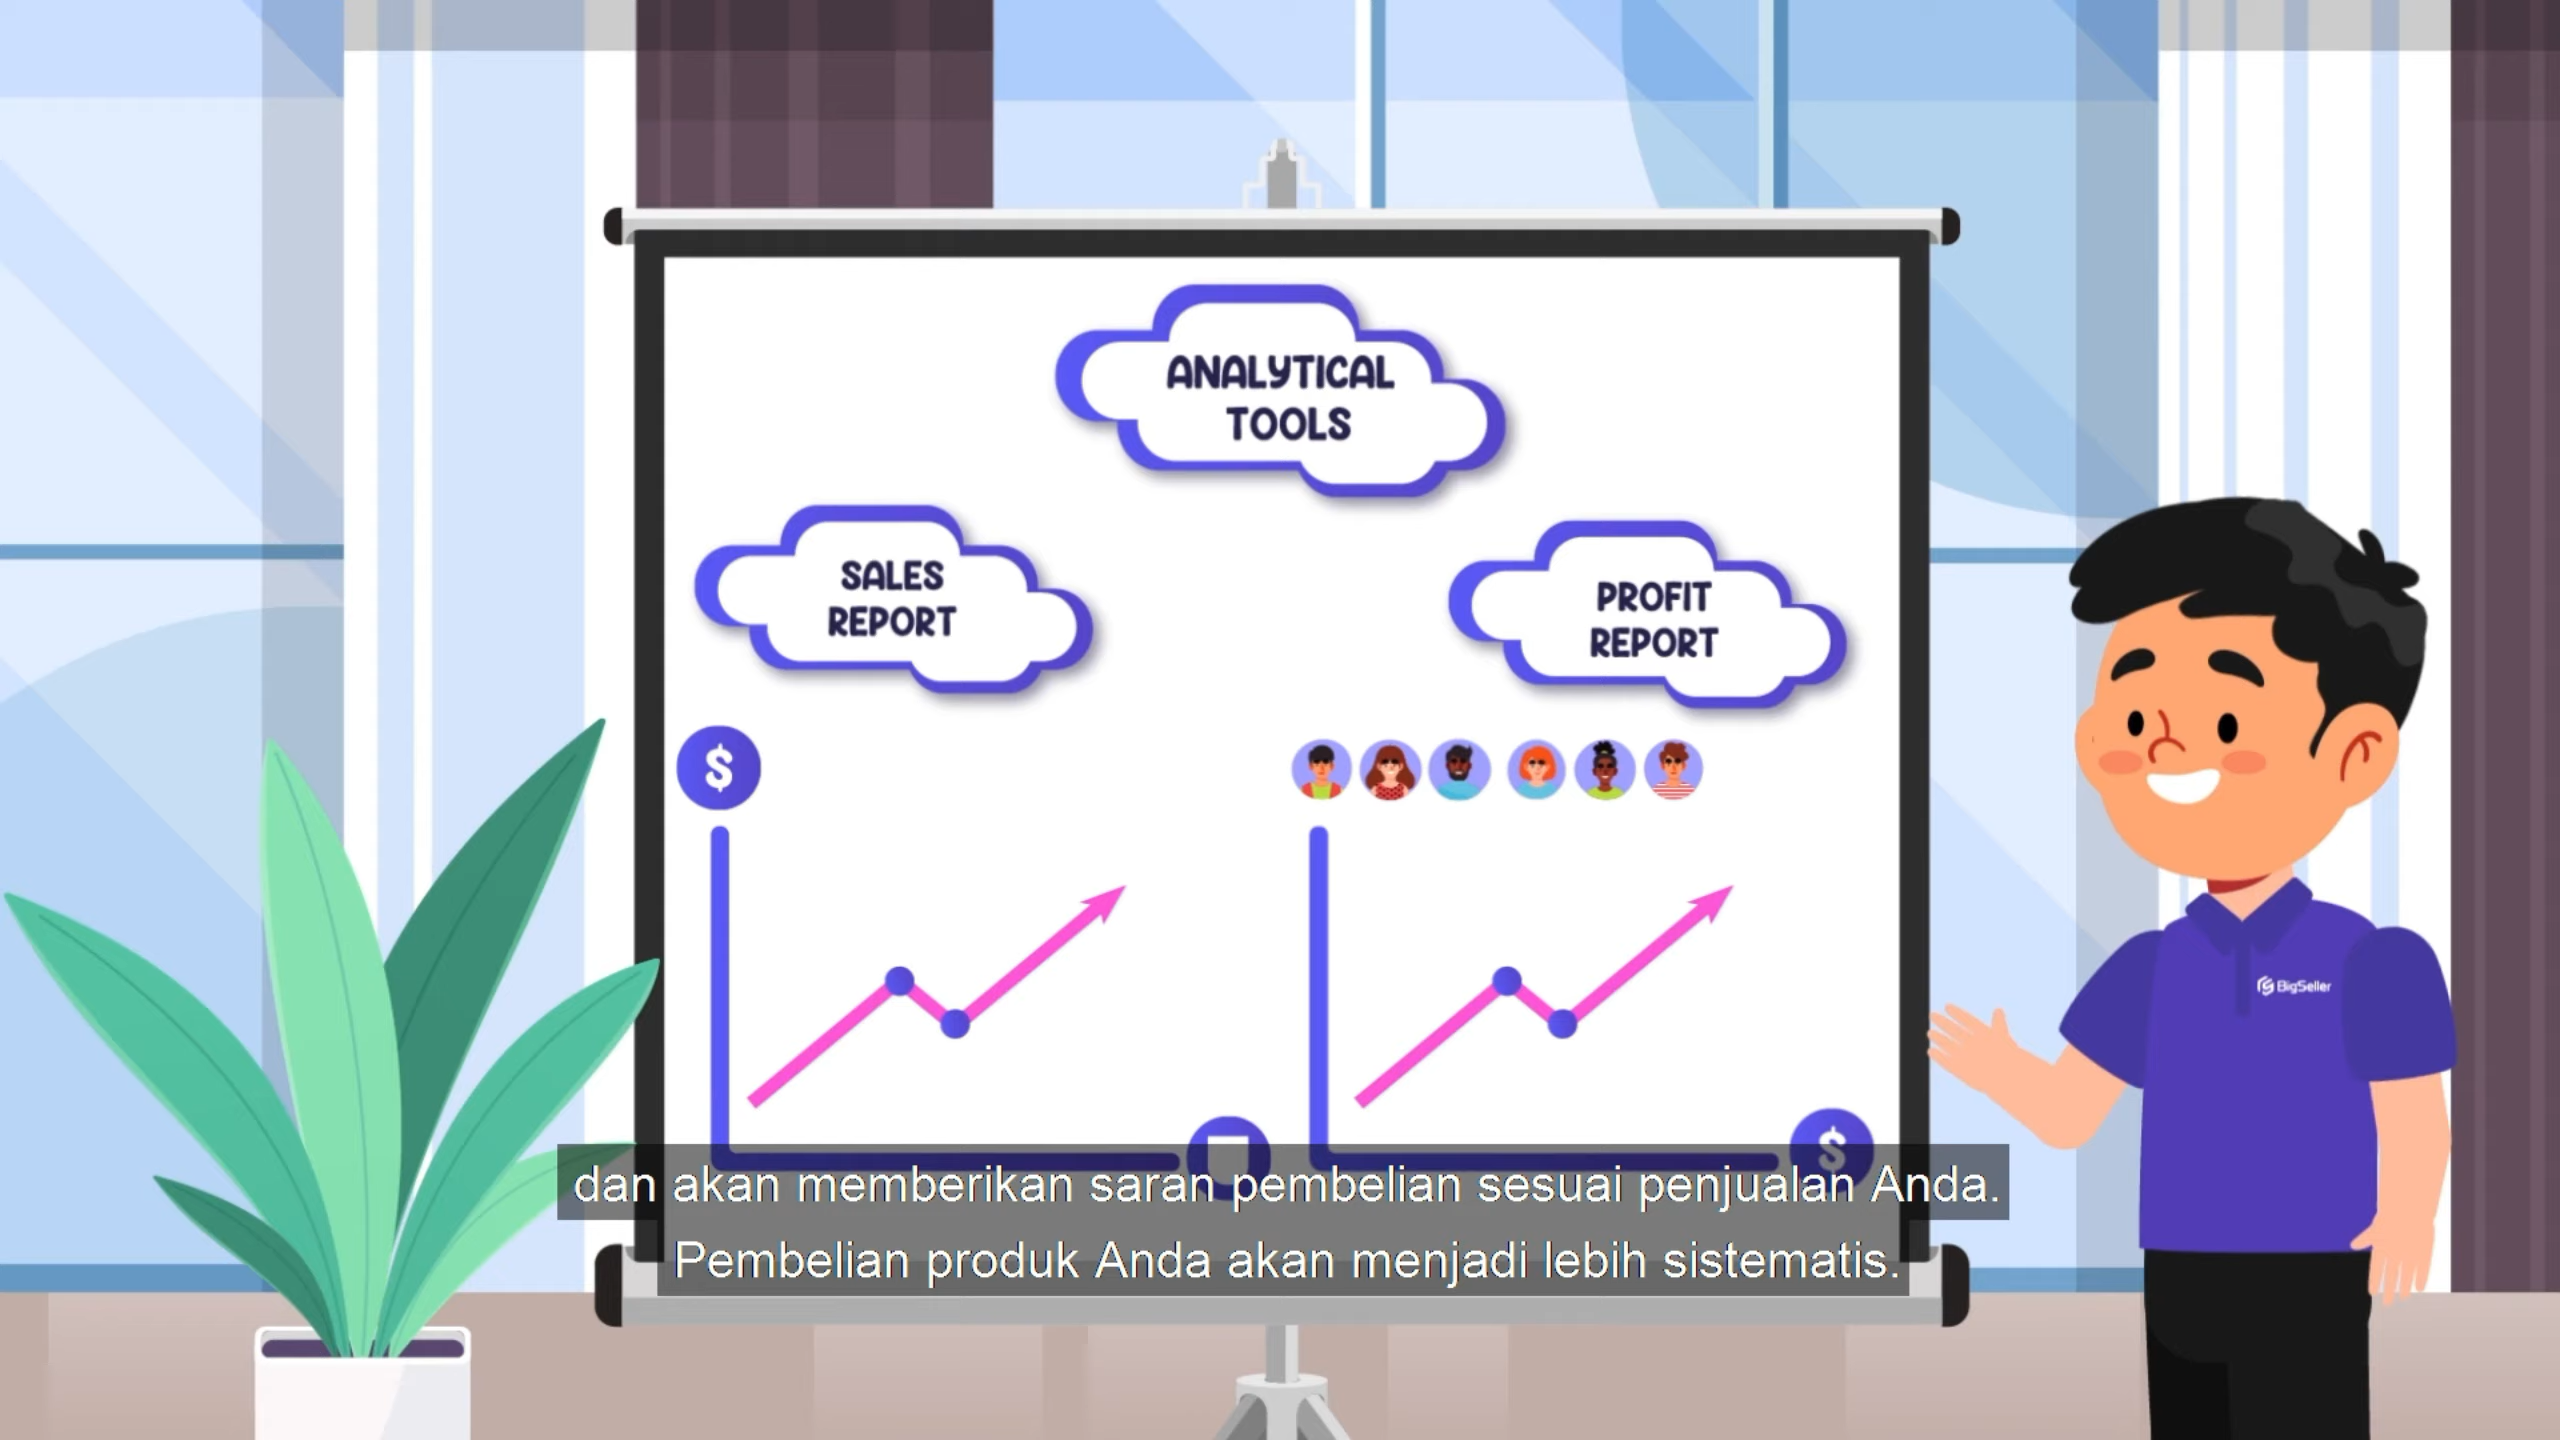 ANALYTICAL
TOOLS
SALES
REPORT
PROFIT
REPORT
$
BigSeller
$
dan akan memberikan saran pembelian sesuai penjualan Anda.
Pembelian produk Anda akan menjadi lebih sistematis.